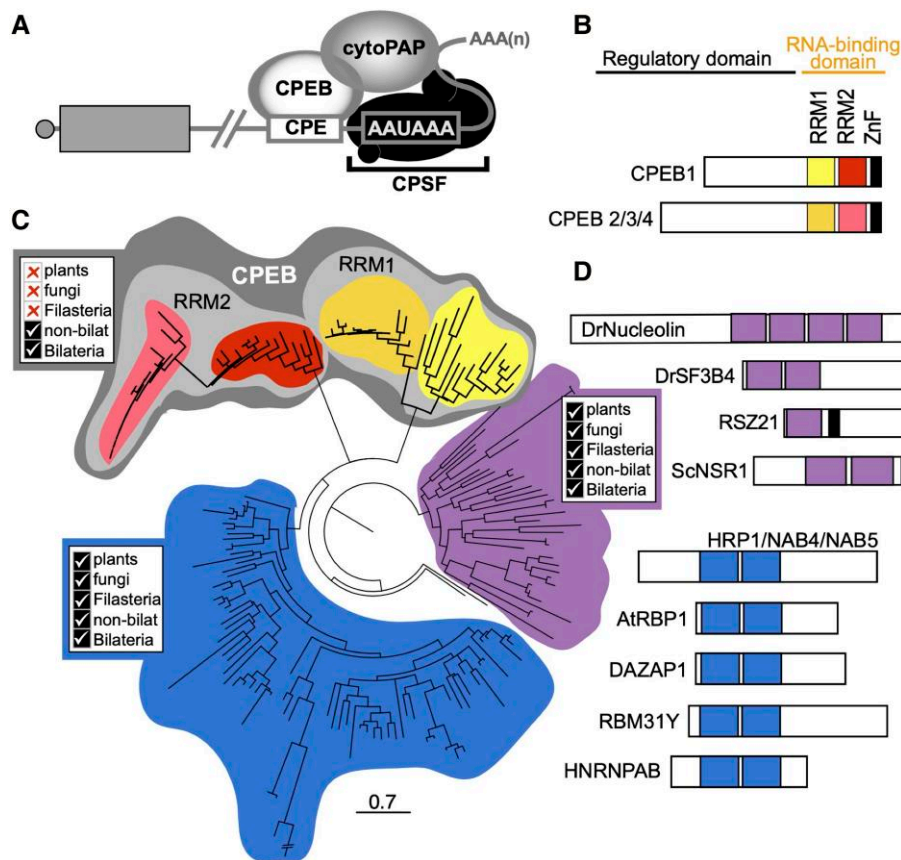 A
cytoPAP
AAA(n)
CPEB
CPE
AAUAAA
CPSF
B
Regulatory domain
RNA-binding
domain
RRM1
RRM2
ZnF
CPEB1
CPEB 2/3/4
C
plants
fungi
Filasteria
non-bilat
Bilateria
CPEB
RRM2
RRM1
plants
fungi
Filasteria
non-bilat
Bilateria
plants
fungi
Filasteria
non-bilat
Bilateria
0.7
D
DrNucleolin
DrSF3B4
RSZ21
ScNSR1
HRP1/NAB4/NAB5
AtRBP1
DAZAP1
RBM31Y
HNRNPAB